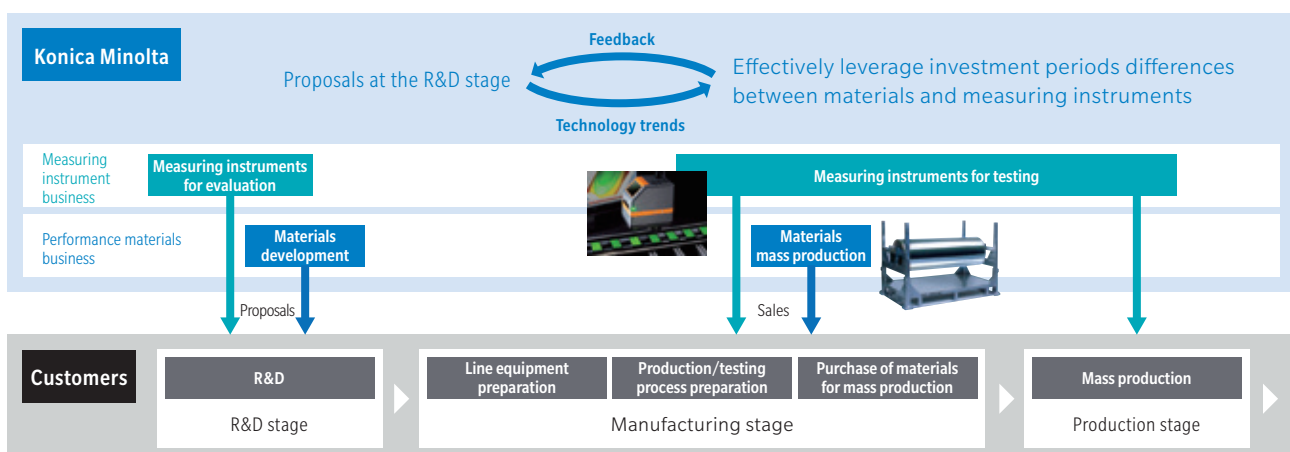 Konica Minolta
Feedback
Proposals at the R&D stage
Effectively leverage investment periods differences
between materials and measuring instruments
Technology trends
Measuring
instrument
business
Measuring instruments
for evaluation
Measuring instruments for testing
Performance materials
business
Materials
development
Materials
mass production
Proposals
Sales
Customers
R&D
Line equipment
preparation
Production/testing
process preparation
Purchase of materials
for mass production
Mass production
R&D stage
Manufacturing stage
Production stage